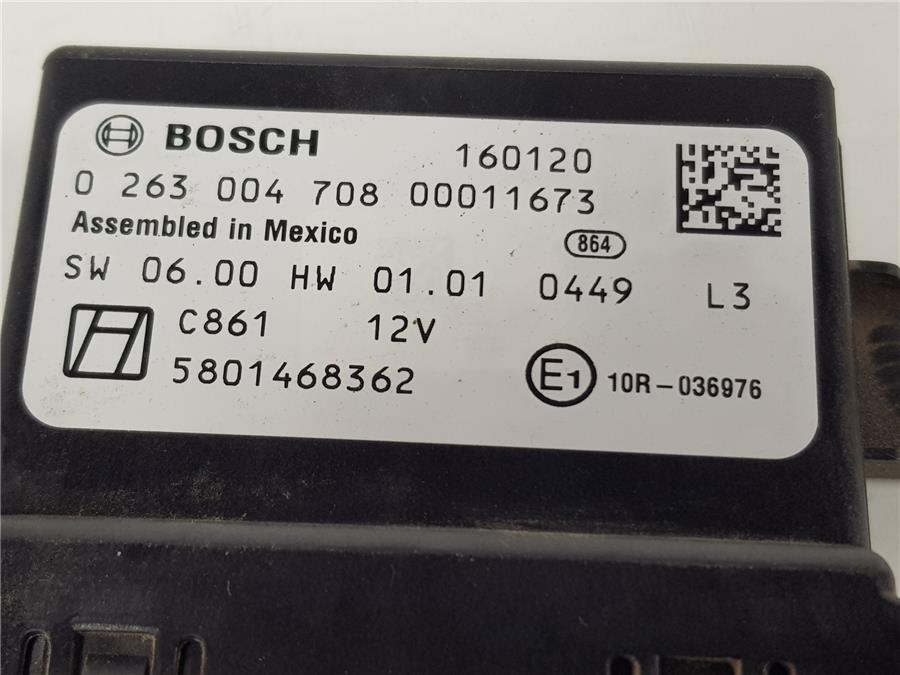 BOSCH 160120
0 263 004 708 00011673
Assembled in Mexico
864
SW 06.00 HW 01.01 0449 L3
C861 12V
5801468362
E1 10R-036976